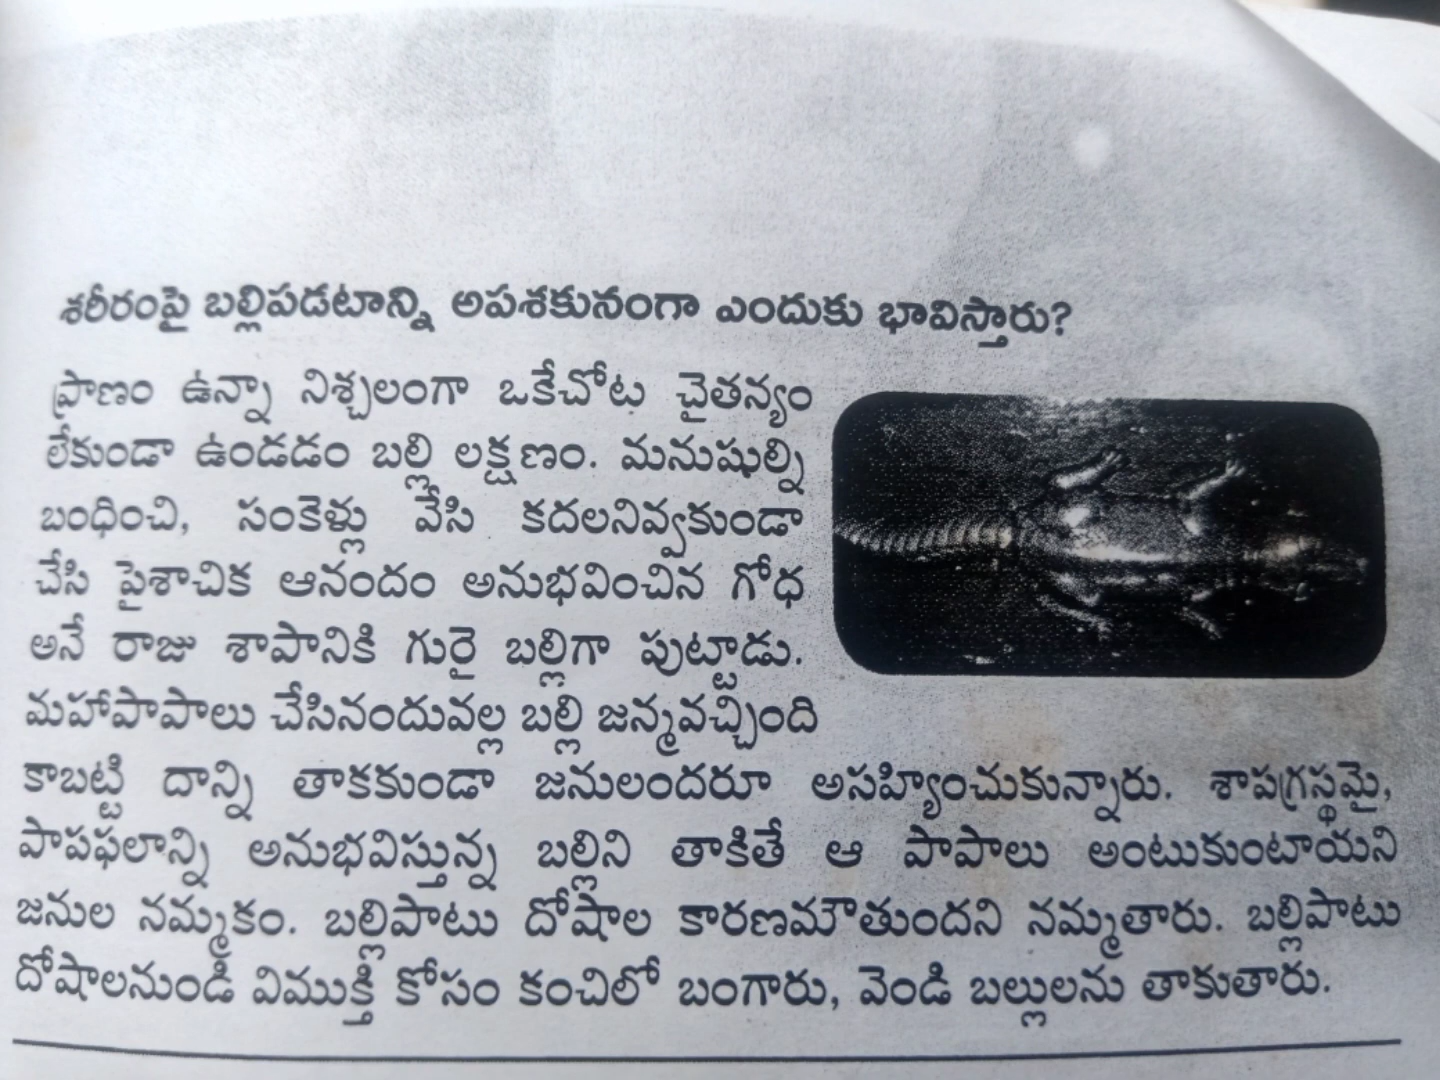 శరీరంపై బల్లిపడటాన్ని అపశకునంగా ఎందుకు భావిస్తారు?
ప్రాణం ఉన్నా నిశ్చలంగా ఒకేచోట చైతన్యం
లేకుండా ఉండడం బల్లి లక్షణం. మనుషుల్ని
బంధించి, సంకెళ్లు వేసి కదలనివ్వకుండా
చేసి పైశాచిక ఆనందం అనుభవించిన గోధ
అనే రాజు శాపానికి గురై బల్లిగా పుట్టాడు.
మహాపాపాలు చేసినందువల్ల బల్లి జన్మవచ్చింది
కాబట్టి దాన్ని తాకకుండా జనులందరూ అసహ్యించుకున్నారు. శాపగ్రస్థమై,
పాపఫలాన్ని అనుభవిస్తున్న బల్లిని తాకితే ఆ పాపాలు అంటుకుంటాయని
జనుల నమ్మకం. బల్లిపాటు దోషాల కారణమౌతుందని నమ్మతారు. బల్లిపాటు
దోషాలనుండి విముక్తి కోసం కంచిలో బంగారు, వెండి బల్లులను తాకుతారు.